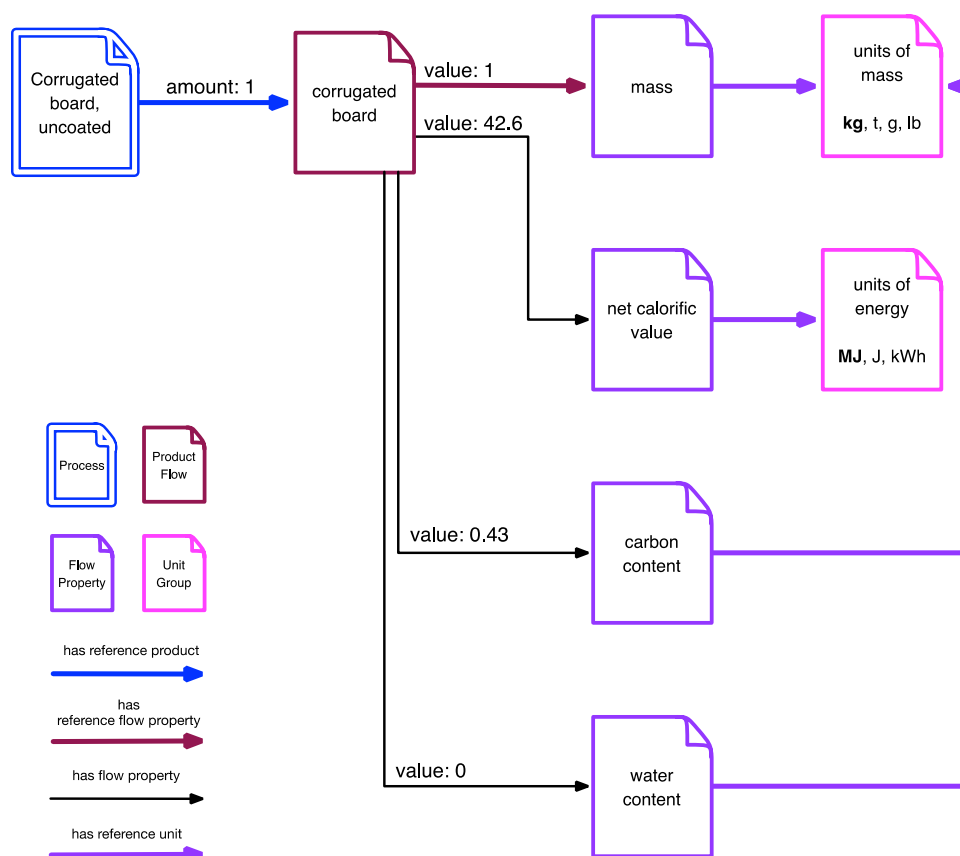 Corrugated
board,
uncoated
amount: 1
corrugated
board
value: 1
value: 42.6
mass
units of
mass
kg, t, g, lb
net calorific
value
units of
energy
MJ, J, kWh
value: 0.43
carbon
content
value: 0
water
content
Process
Product
Flow
Flow
Property
Unit
Group
has reference product
has
reference flow property
has flow property
has reference unit